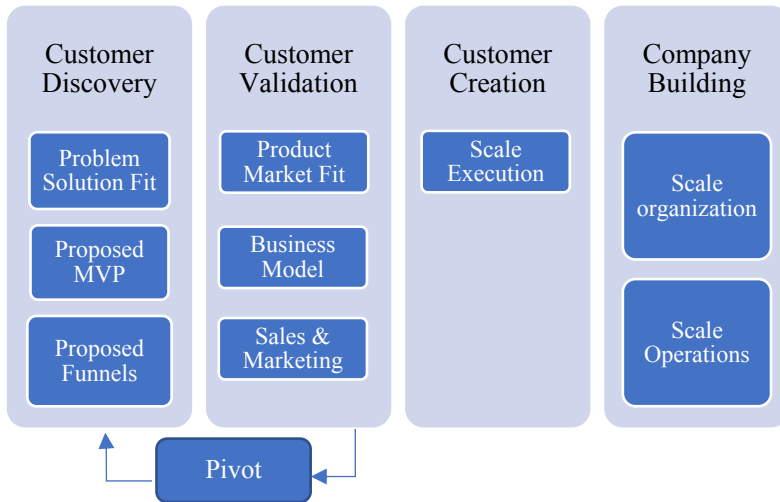 Customer
Discovery
Problem
Solution Fit
Proposed
MVP
Proposed
Funnels
Customer
Validation
Product
Market Fit
Business
Model
Sales &
Marketing
Customer
Creation
Scale
Execution
Company
Building
Scale
organization
Scale
Operations
Pivot